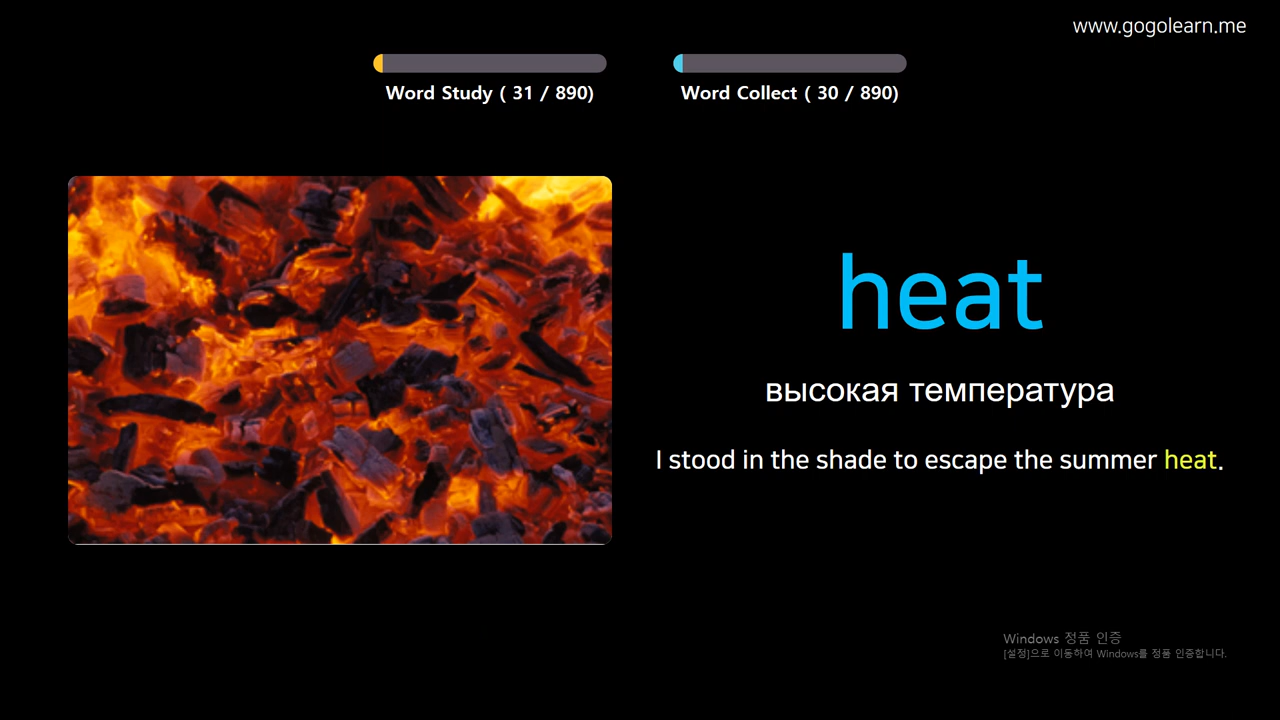 www.gogolearn.me
Word Study ( 31 / 890)
Word Collect ( 30 / 890)
heat
высокая температура
I stood in the shade to escape the summer heat.
Windows 정품 인증
[설정]으로 이동하여 Windows를 정품 인증합니다.